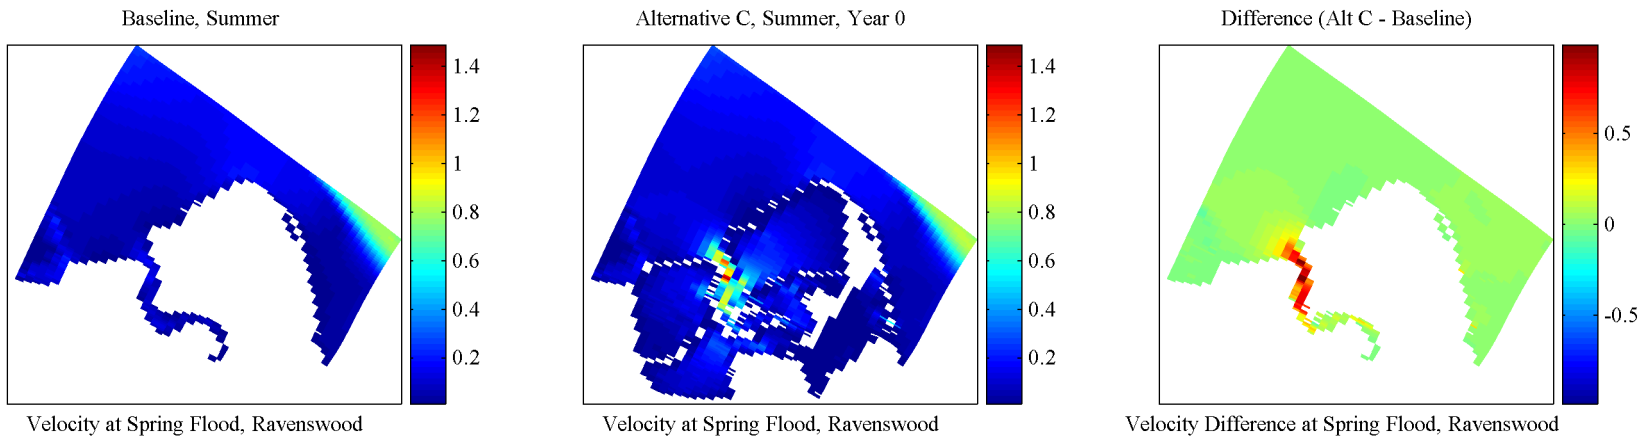 Baseline, Summer
1.4
1.2
1
0.8
0.6
0.4
0.2
Velocity at Spring Flood, Ravenswood
Alternative C, Summer, Year 0
1.4
1.2
1
0.8
0.6
0.4
0.2
Velocity at Spring Flood, Ravenswood
Difference (Alt C - Baseline)
0.5
0
-0.5
Velocity Difference at Spring Flood, Ravenswood